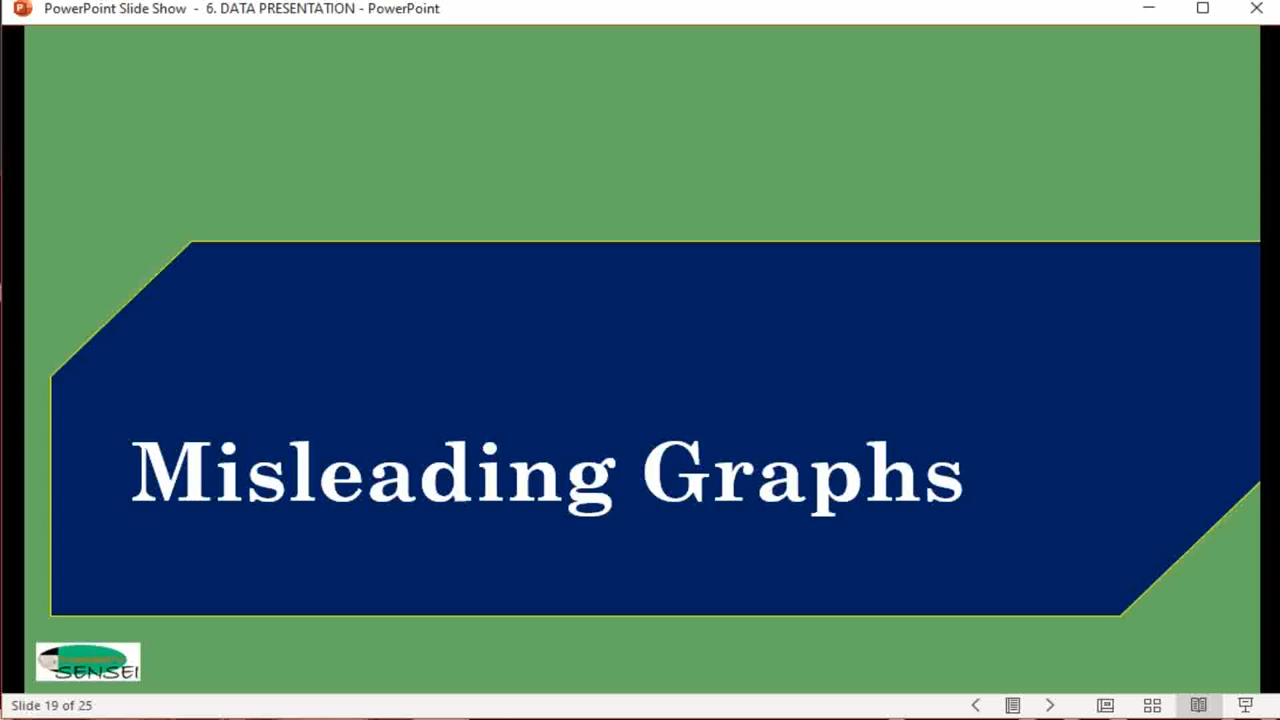 PowerPoint Slide Show - 6. DATA PRESENTATION - PowerPoint
Misleading Graphs
SENSEI
Slide 19 of 25